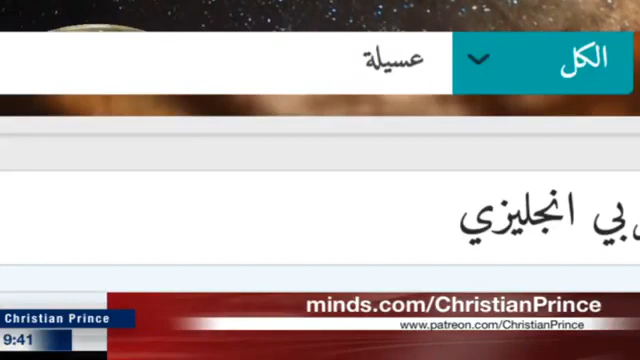 الكل
عسيلة
بي انجليزي
minds.com/ChristianPrince
Christian Prince
www.patreon.com/ChristianPrince
9:41